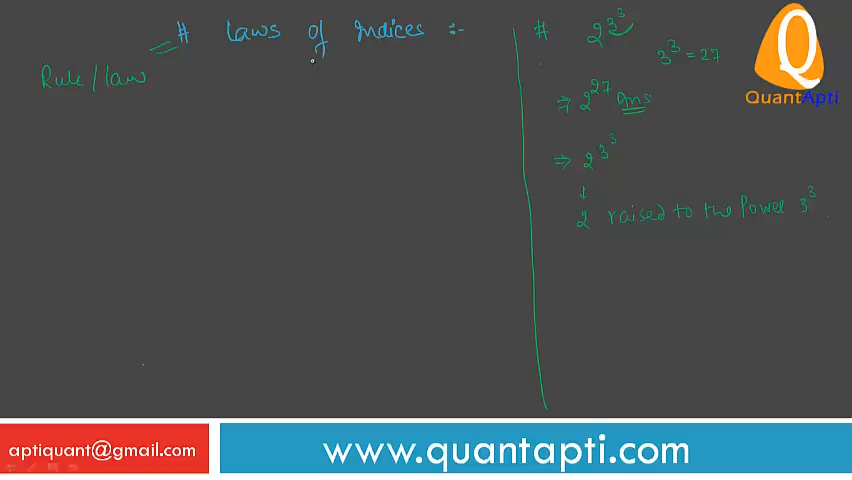 # Laws of Indices :-
Rule/law
# 2^3^3
3^3 = 27
⇒ 2^27 Ans
⇒ 2^3^3
↓
2 raised to the Power 3^3.
Q
QuantApti
aptiquant@gmail.com
www.quantapti.com